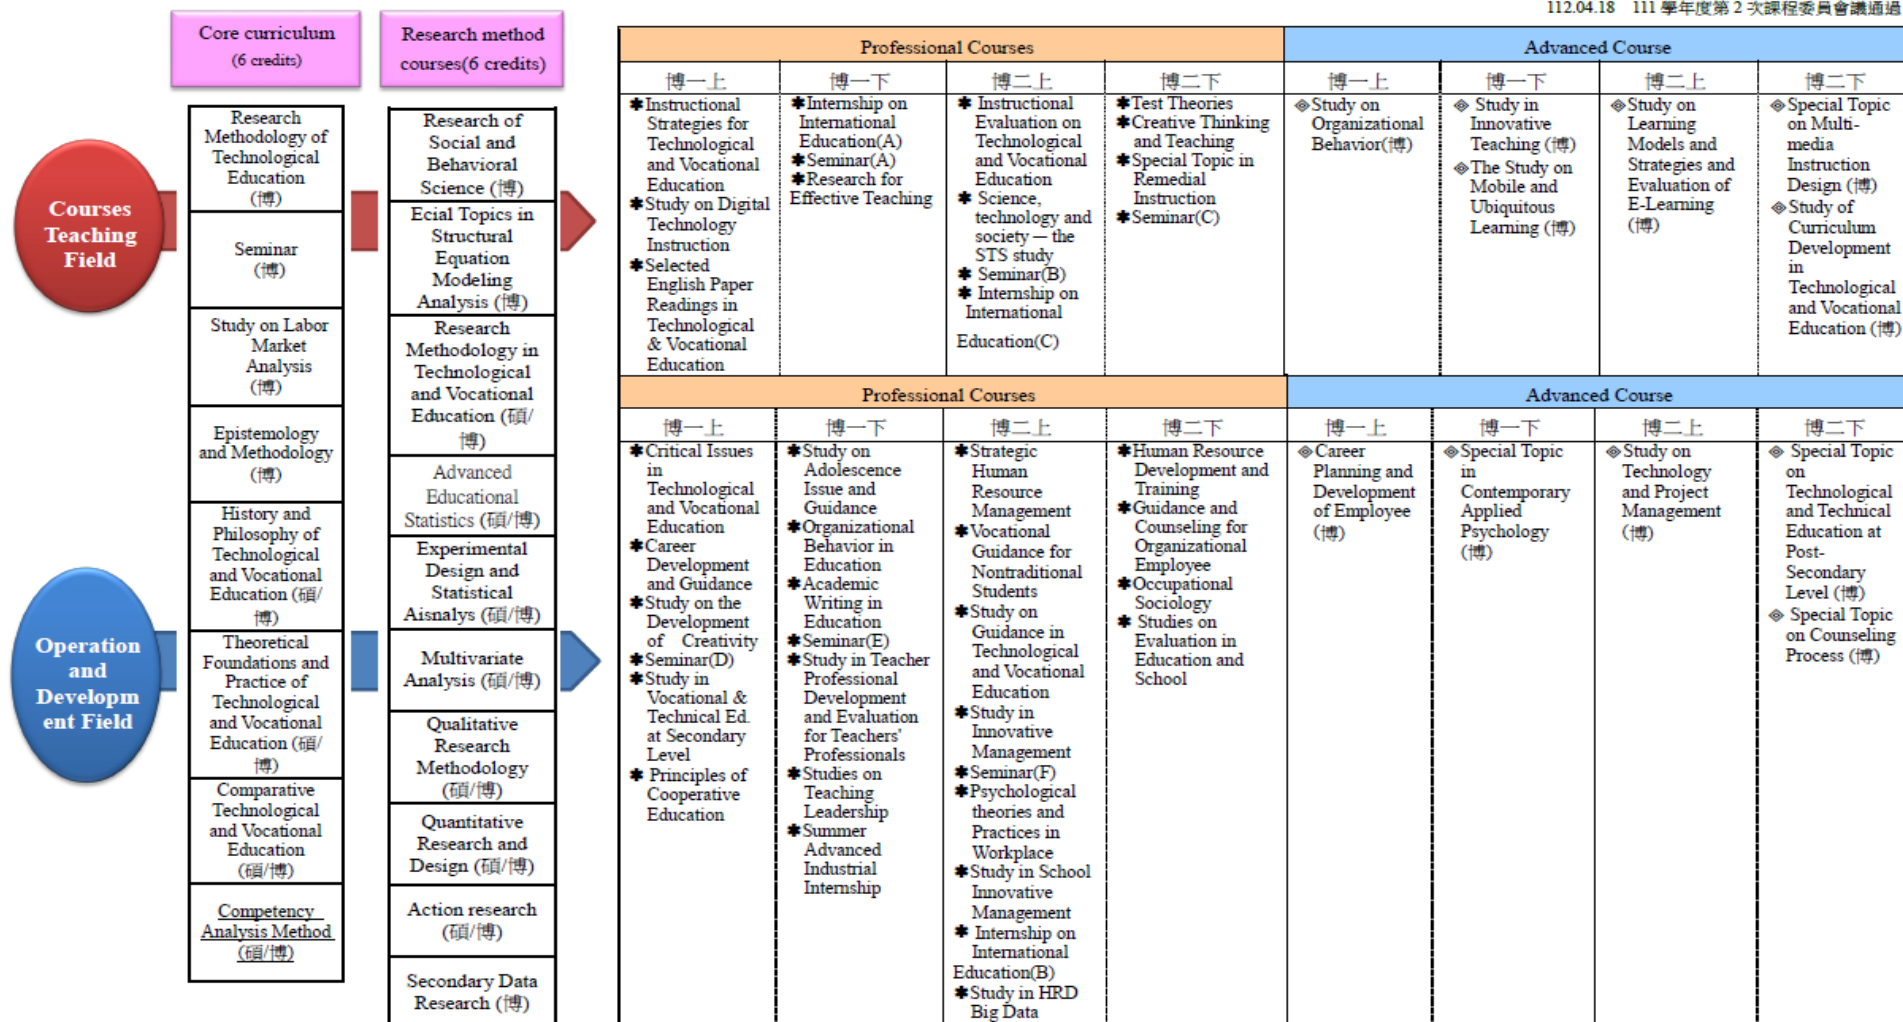 112.04.18 111 學年度第 2 次課程委員會議通過
Core curriculum
(6 credits)
Research method
courses(6 credits)
Courses
Teaching
Field
Operation
and
Developm
ent Field
Research
Methodology of
Technological
Education
(博)
Seminar
(博)
Study on Labor
Market
Analysis
(博)
Epistemology
and Methodology
(博)
History and
Philosophy of
Technological
and Vocational
Education (碩/
博)
Theoretical
Foundations and
Practice of
Technological
and Vocational
Education (碩/
博)
Comparative
Technological
and Vocational
Education
(碩/博)
Competency
Analysis Method
(碩/博)
Research of
Social and
Behavioral
Science (博)
Ecial Topics in
Structural
Equation
Modeling
Analysis (博)
Research
Methodology in
Technological
and Vocational
Education (碩/
博)
Advanced
Educational
Statistics (碩/博)
Experimental
Design and
Statistical
Aisnalys (碩/博)
Multivariate
Analysis (碩/博)
Qualitative
Research
Methodology
(碩/博)
Quantitative
Research and
Design (碩/博)
Action research
(碩/博)
Secondary Data
Research (博)
Professional Courses
Advanced Course
博一上
✱Instructional
Strategies for
Technological
and Vocational
Education
✱Study on Digital
Technology
Instruction
✱Selected
English Paper
Readings in
Technological
& Vocational
Education
博一下
✱Internship on
International
Education(A)
✱Seminar(A)
✱Research for
Effective Teaching
博二上
✱ Instructional
Evaluation on
Technological
and Vocational
Education
✱ Science,
technology and
society — the
STS study
✱ Seminar(B)
✱ Internship on
International
Education(C)
博二下
✱Test Theories
✱Creative Thinking
and Teaching
✱Special Topic in
Remedial
Instruction
✱Seminar(C)
博一上
◈Study on
Organizational
Behavior(博)
博一下
◈ Study in
Innovative
Teaching (博)
◈The Study on
Mobile and
Ubiquitous
Learning (博)
博二上
◈Study on
Learning
Models and
Strategies and
Evaluation of
E-Learning
(博)
博二下
◈Special Topic
on Multi-
media
Instruction
Design (博)
◈Study of
Curriculum
Development
in
Technological
and Vocational
Education (博)
Professional Courses
Advanced Course
博一上
✱Critical Issues
in
Technological
and Vocational
Education
✱Career
Development
and Guidance
✱Study on the
Development
of Creativity
✱Seminar(D)
✱Study in
Vocational &
Technical Ed.
at Secondary
Level
✱ Principles of
Cooperative
Education
博一下
✱Study on
Adolescence
Issue and
Guidance
✱Organizational
Behavior in
Education
✱Academic
Writing in
Education
✱Seminar(E)
✱Study in Teacher
Professional
Development
and Evaluation
for Teachers'
Professionals
✱Studies on
Teaching
Leadership
✱Summer
Advanced
Industrial
Internship
博二上
✱Strategic
Human
Resource
Management
✱Vocational
Guidance for
Nontraditional
Students
✱Study on
Guidance in
Technological
and Vocational
Education
✱Study in
Innovative
Management
✱Seminar(F)
✱Psychological
theories and
Practices in
Workplace
✱Study in School
Innovative
Management
✱ Internship on
International
Education(B)
✱Study in HRD
Big Data
博二下
✱Human Resource
Development and
Training
✱Guidance and
Counseling for
Organizational
Employee
✱Occupational
Sociology
✱ Studies on
Evaluation in
Education and
School
博一上
◈Career
Planning and
Development
of Employee
(博)
博一下
◈Special Topic
in
Contemporary
Applied
Psychology
(博)
博二上
◈Study on
Technology
and Project
Management
(博)
博二下
◈ Special Topic
on
Technological
and Technical
Education at
Post-
Secondary
Level (博)
◈ Special Topic
on Counseling
Process (博)